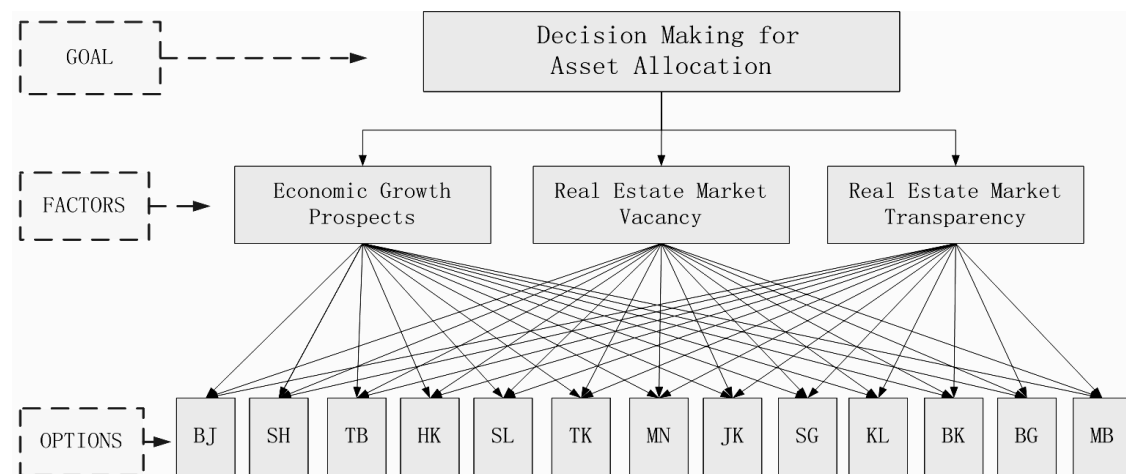 GOAL
Decision Making for
Asset Allocation
FACTORS
Economic Growth
Prospects
Real Estate Market
Vacancy
Real Estate Market
Transparency
OPTIONS
BJ
SH
TB
HK
SL
TK
MN
JK
SG
KL
BK
BG
MB